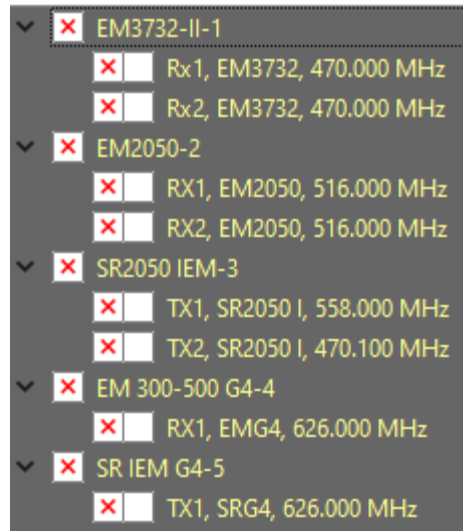 EM3732-II-1
Rx1, EM3732, 470.000 MHz
Rx2, EM3732, 470.000 MHz
EM2050-2
RX1, EM2050, 516.000 MHz
RX2, EM2050, 516.000 MHz
SR2050 IEM-3
TX1, SR2050 I, 558.000 MHz
TX2, SR2050 I, 470.100 MHz
EM 300-500 G4-4
RX1, EMG4, 626.000 MHz
SR IEM G4-5
TX1, SRG4, 626.000 MHz